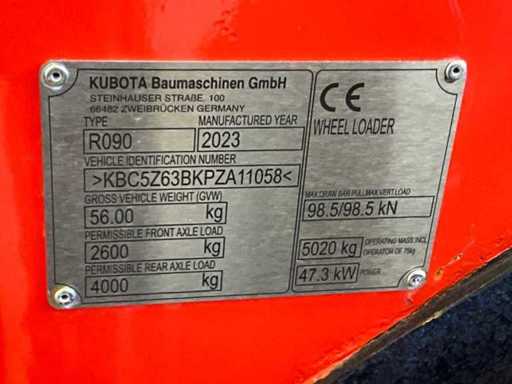 KUBOTA Baumaschinen GmbH
STEINHAUSER STRAßE, 100
66482 ZWEIBRÜCKEN GERMANY
TYPE
MANUFACTURED YEAR
R090
2023
VEHICLE IDENTIFICATION NUMBER
>KBC5Z63BKPZA11058<
GROSS VEHICLE WEIGHT (GVW)
56.00 kg
PERMISSIBLE FRONT AXLE LOAD
2600 kg
PERMISSIBLE REAR AXLE LOAD
4000 kg
CE
WHEEL LOADER
MAX.DRAW BAR PULL/MAX.VERT.LOAD
98.5/98.5 kN
5020 kg
OPERATING MASS INCL.
OPERATOR OF 75kg
47.3 kW
POWER